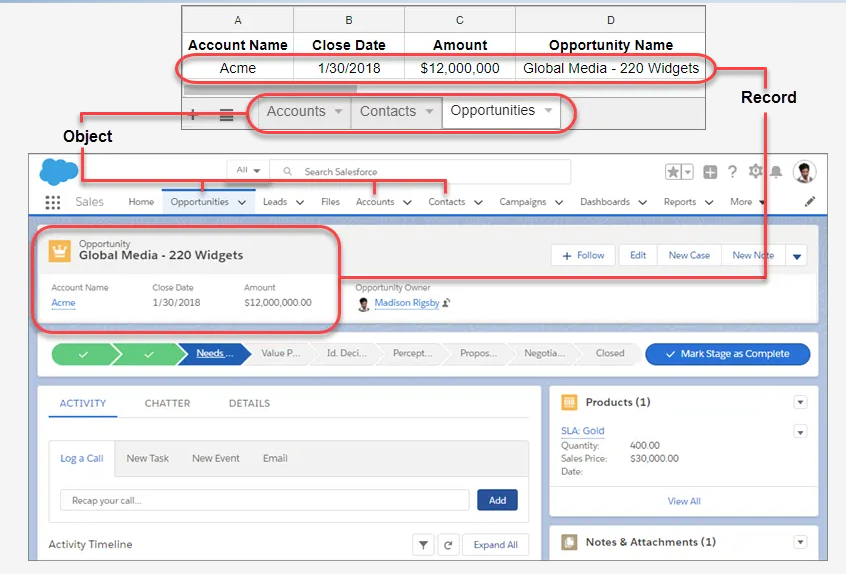 A B C D
Account Name Close Date Amount Opportunity Name
Acme 1/30/2018 $12,000,000 Global Media - 220 Widgets
Accounts Contacts Opportunities
Record
Object
All Search Salesforce
Sales Home Opportunities Leads Files Accounts Contacts Campaigns Dashboards Reports More
Opportunity
Global Media - 220 Widgets
+ Follow Edit New Case New Note
Account Name Close Date Amount Opportunity Owner
Acme 1/30/2018 $12,000,000.00 Madison Rigsby
Needs ... Value P... Id. Deci... Percept... Propos... Negotia... Closed Mark Stage as Complete
ACTIVITY CHATTER DETAILS
Log a Call New Task New Event Email
Recap your call... Add
Activity Timeline Expand All
Products (1)
SLA: Gold
Quantity: 400.00
Sales Price: $30,000.00
Date:
View All
Notes & Attachments (1)